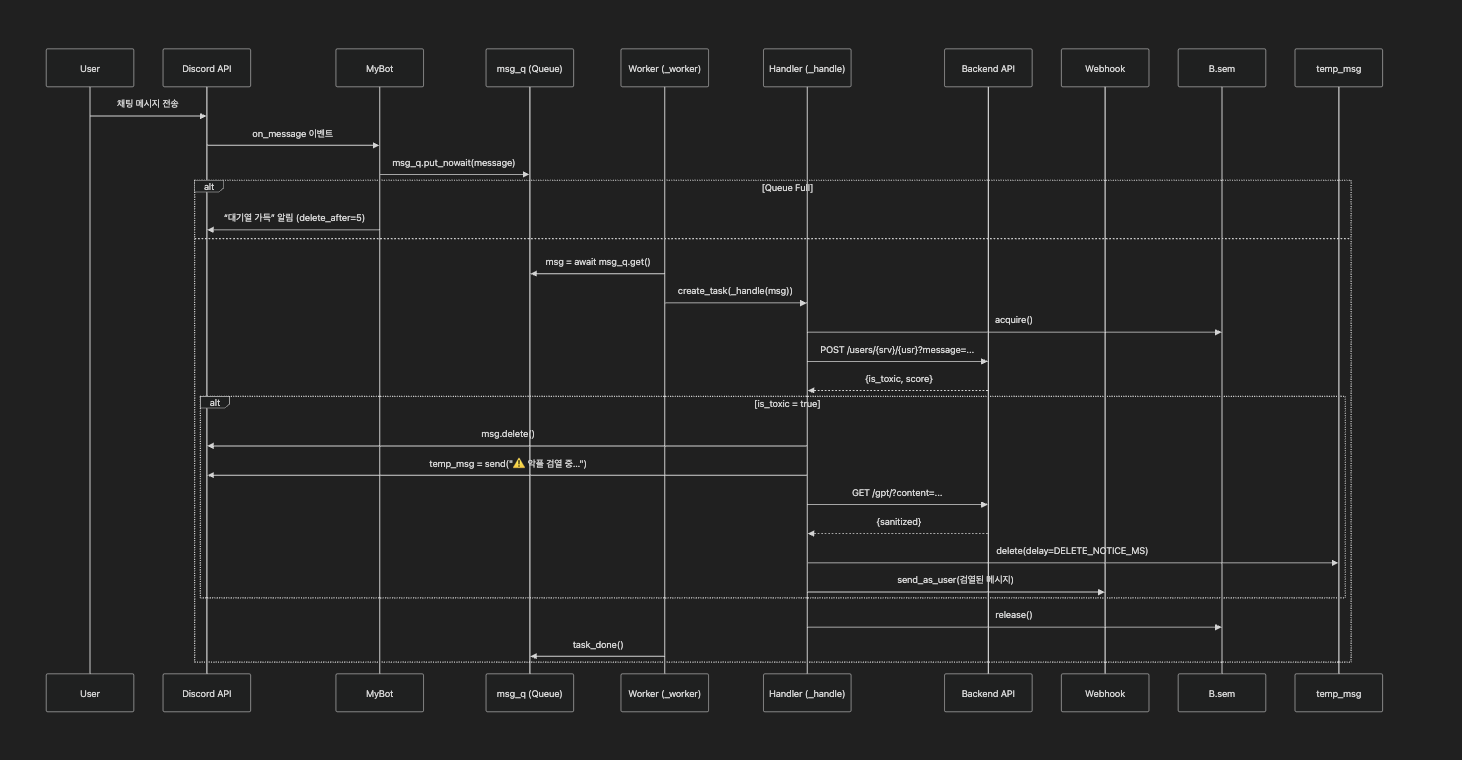 User
Discord API
MyBot
msg_q (Queue)
Worker (_worker)
Handler (_handle)
Backend API
Webhook
B.sem
temp_msg
채팅 메시지 전송
on_message 이벤트
msg_q.put_nowait(message)
alt
[Queue Full]
"대기열 가득" 알림 (delete_after=5)
msg = await msg_q.get()
create_task(_handle(msg))
acquire()
POST /users/{srv}/{usr}?message=...
{is_toxic, score}
alt
[is_toxic = true]
msg.delete()
temp_msg = send("⚠️ 악플 검열 중...")
GET /gpt/?content=...
{sanitized}
delete(delay=DELETE_NOTICE_MS)
send_as_user(검열된 메시지)
release()
task_done()
User
Discord API
MyBot
msg_q (Queue)
Worker (_worker)
Handler (_handle)
Backend API
Webhook
B.sem
temp_msg